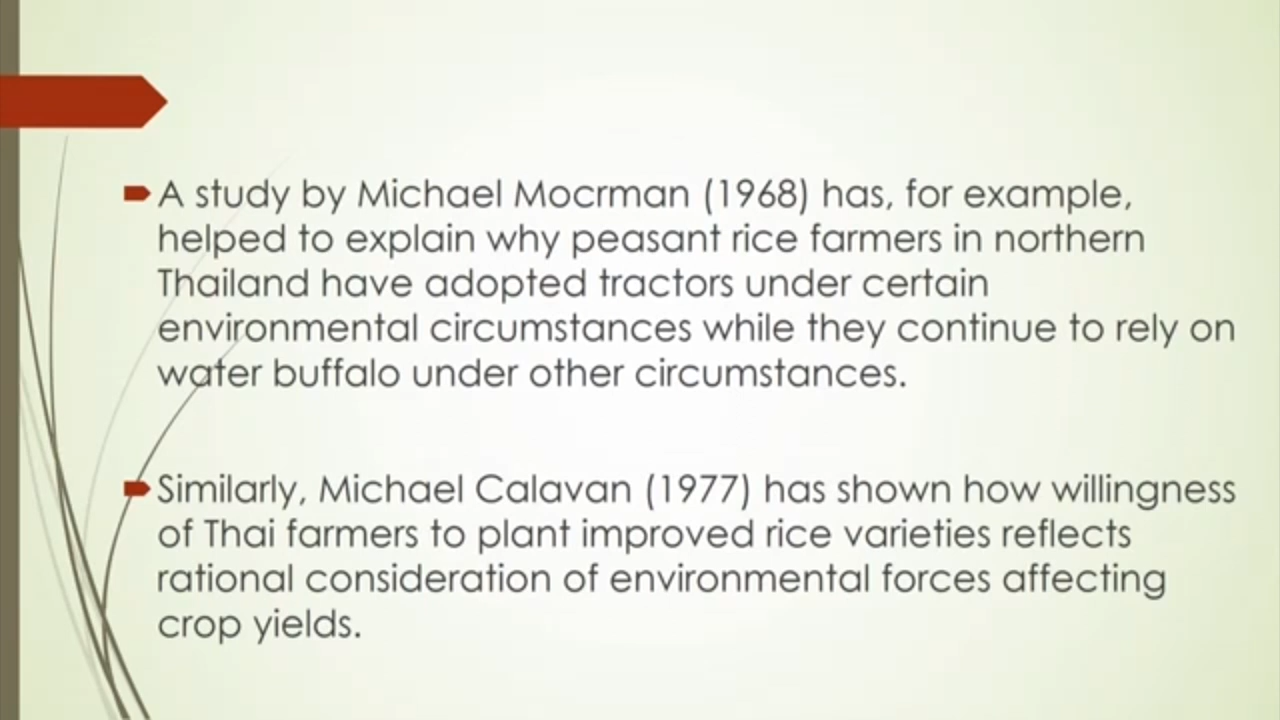 A study by Michael Mocrman (1968) has, for example,
helped to explain why peasant rice farmers in northern
Thailand have adopted tractors under certain
environmental circumstances while they continue to rely on
water buffalo under other circumstances.
Similarly, Michael Calavan (1977) has shown how willingness
of Thai farmers to plant improved rice varieties reflects
rational consideration of environmental forces affecting
crop yields.